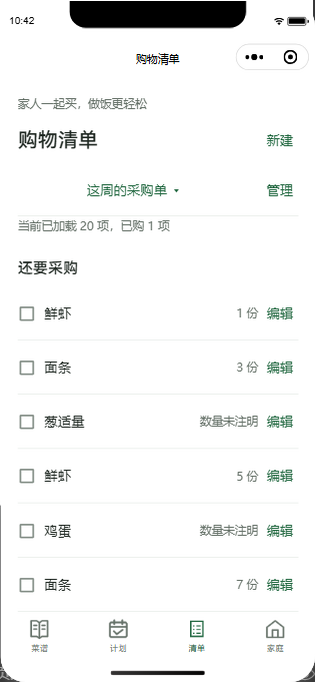 10:42
购物清单
家人一起买，做饭更轻松
购物清单 新建
这周的采购单 管理
当前已加载 20 项，已购 1 项
还要采购
鲜虾 1 份 编辑
面条 3 份 编辑
葱适量 数量未注明 编辑
鲜虾 5 份 编辑
鸡蛋 数量未注明 编辑
面条 7 份 编辑
菜谱 计划 清单 家庭